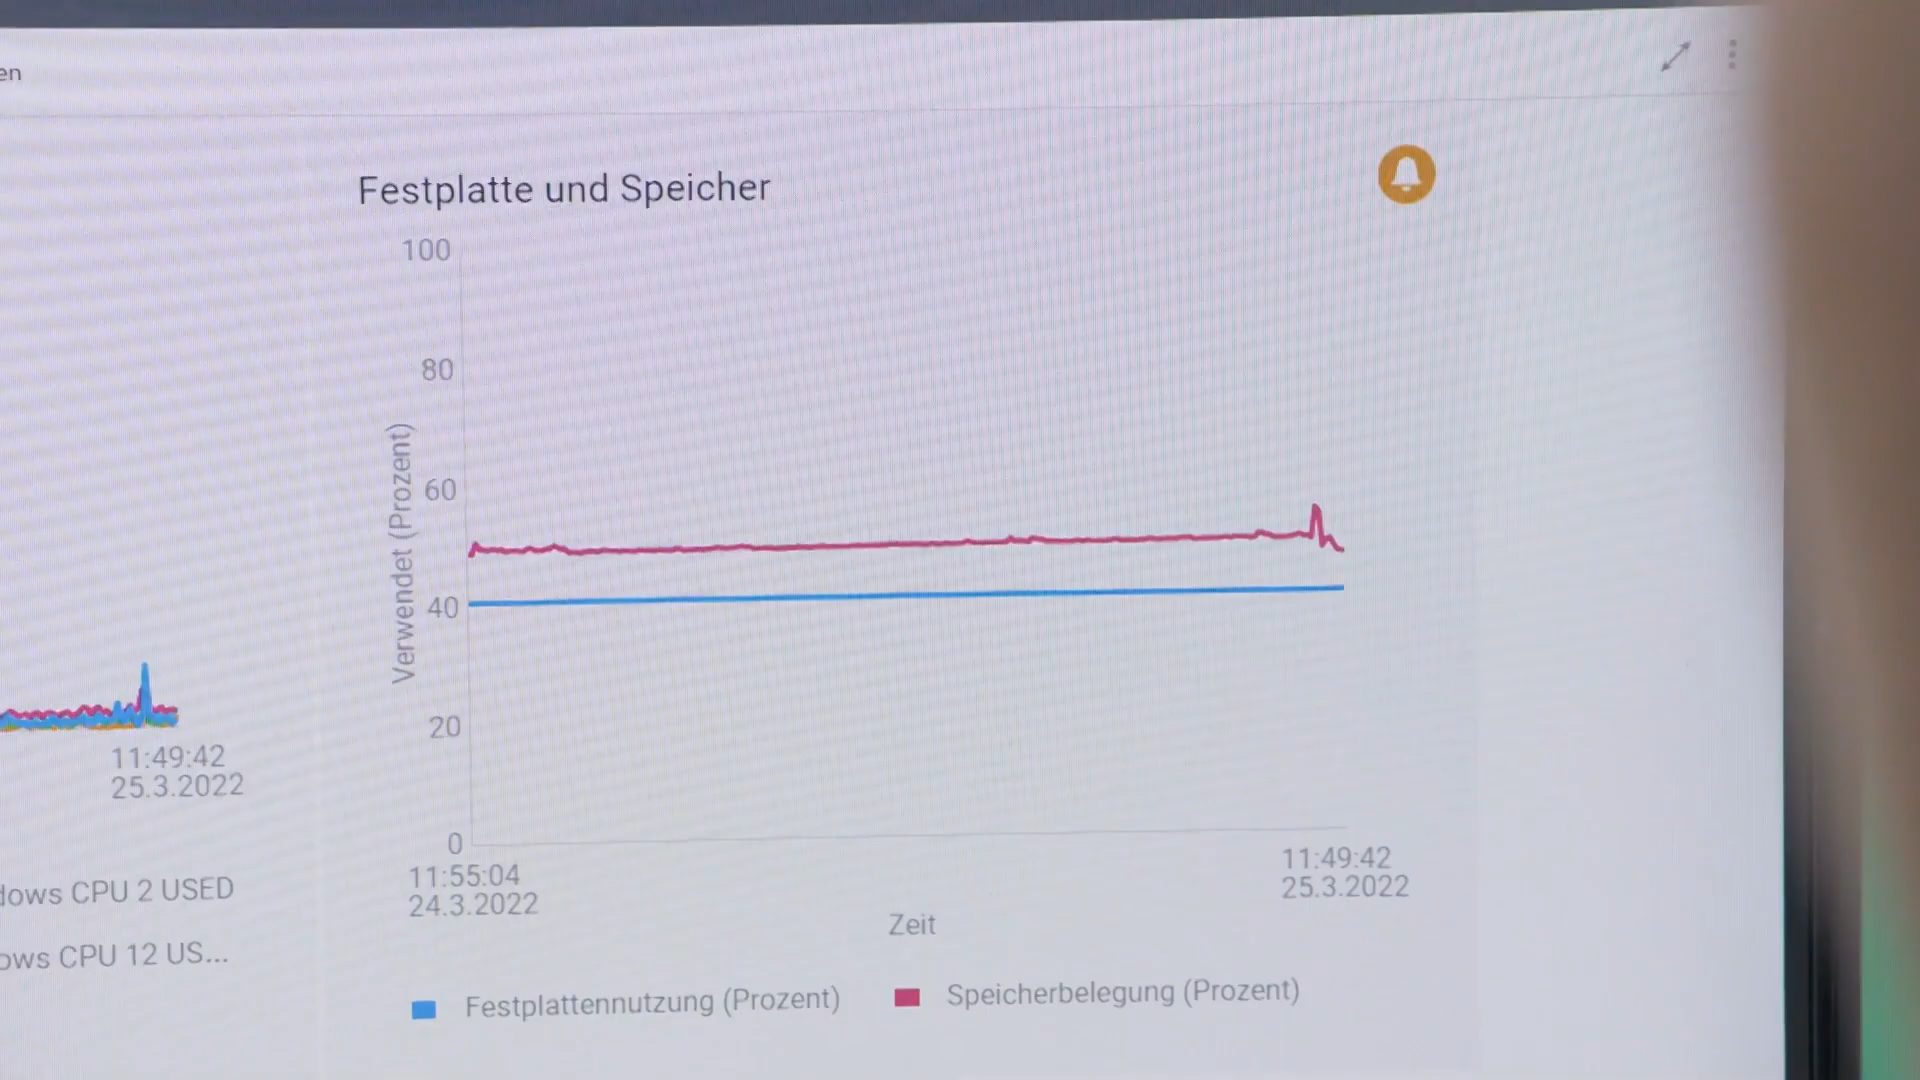 en
Festplatte und Speicher
100
80
60
40
20
0
Verwendet (Prozent)
11:55:04
24.3.2022
11:49:42
25.3.2022
Zeit
Festplattennutzung (Prozent)
Speicherbelegung (Prozent)
11:49:42
25.3.2022
dows CPU 2 USED
ows CPU 12 US...